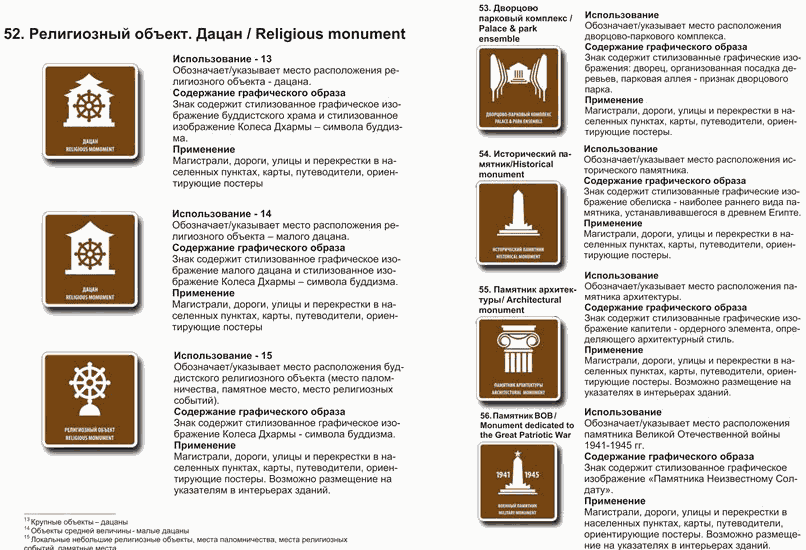 52. Религиозный объект. Дацан / Religious monument
ДАЦАН
RELIGIOUS MOMUMENT
Использование - 13
Обозначает/указывает место расположения ре-
лигиозного объекта - дацана.
Содержание графического образа
Знак содержит стилизованное графическое изо-
бражение буддистского храма и стилизованное
изображение Колеса Дхармы – символа буддиз-
ма.
Применение
Магистрали, дороги, улицы и перекрестки в на-
селенных пунктах, карты, путеводители, ориен-
тирующие постеры
ДАЦАН
RELIGIOUS MOMUMENT
Использование - 14
Обозначает/указывает место расположения ре-
лигиозного объекта – малого дацана.
Содержание графического образа
Знак содержит стилизованное графическое изо-
бражение малого дацана и стилизованное изо-
бражение Колеса Дхармы – символа буддизма.
Применение
Магистрали, дороги, улицы и перекрестки в на-
селенных пунктах, карты, путеводители, ориен-
тирующие постеры
РЕЛИГИОЗНЫЙ ОБЪЕКТ
RELIGIOUS MOMUMENT
Использование - 15
Обозначает/указывает место расположения буд-
дистского религиозного объекта (место палом-
ничества, памятное место, место религиозных
событий).
Содержание графического образа
Знак содержит стилизованное графическое изо-
бражение Колеса Дхармы - символа буддизма.
Применение
Магистрали, дороги, улицы и перекрестки в на-
селенных пунктах, карты, путеводители, ориен-
тирующие постеры. Возможно размещение на
указателям в интерьерах зданий.
13 Крупные объекты – дацаны
14 Объекты средней величины - малые дацаны
15 Локальные небольшие религиозные объекты, места паломничества, места религиозных
событий, памятные места
53. Дворцово
парковый комплекс /
Palace & park
ensemble
ДВОРЦОВО-ПАРКОВЫЙ КОМПЛЕКС
PALACE & PARK ENSEMBLE
Использование
Обозначает/указывает место расположения
дворцово-паркового комплекса.
Содержание графического образа
Знак содержит стилизованные графические изо-
бражения: дворец, организованная посадка де-
ревьев, парковая аллея - признак дворцового
парка.
Применение
Магистрали, дороги, улицы и перекрестки в на-
селенных пунктах, карты, путеводители, ориен-
тирующие постеры.
54. Исторический па-
мятник/Historical
monument
ИСТОРИЧЕСКИЙ ПАМЯТНИК
HISTORICAL MONUMENT
Использование
Обозначает/указывает место расположения ис-
торического памятника.
Содержание графического образа
Знак содержит стилизованные графические изо-
бражение обелиска - наиболее раннего вида па-
мятника, устанавливавшегося в древнем Египте.
Применение
Магистрали, дороги, улицы и перекрестки в на-
селенных пунктах, карты, путеводители, ориен-
тирующие постеры.
55. Памятник архитек-
туры/ Architectural
monument
ПАМЯТНИК АРХИТЕКТУРЫ
ARCHITECTURAL MONUMENT
Использование
Обозначает/указывает место расположения па-
мятника архитектуры.
Содержание графического образа
Знак содержит стилизованные графические изо-
бражение капители - ордерного элемента, опре-
деляющего архитектурный стиль.
Применение
Магистрали, дороги, улицы и перекрестки в на-
селенных пунктах, карты, путеводители, ориен-
тирующие постеры. Возможно размещение на
указателях в интерьерах зданий.
56. Памятник ВОВ /
Monument dedicated to
the Great Patriotic War
1941 1945
ВОЕННЫЙ ПАМЯТНИК
MILITARY MONUMENT
Использование
Обозначает/указывает место расположения
памятника Великой Отечественной войны
1941-1945 гг.
Содержание графического образа
Знак содержит стилизованное графическое
изображение «Памятника Неизвестному Сол-
дату».
Применение
Магистрали, дороги, улицы и перекрестки в
населенных пунктах, карты, путеводители,
ориентирующие постеры. Возможно размеще-
ние на указателях в интерьерах зданий.